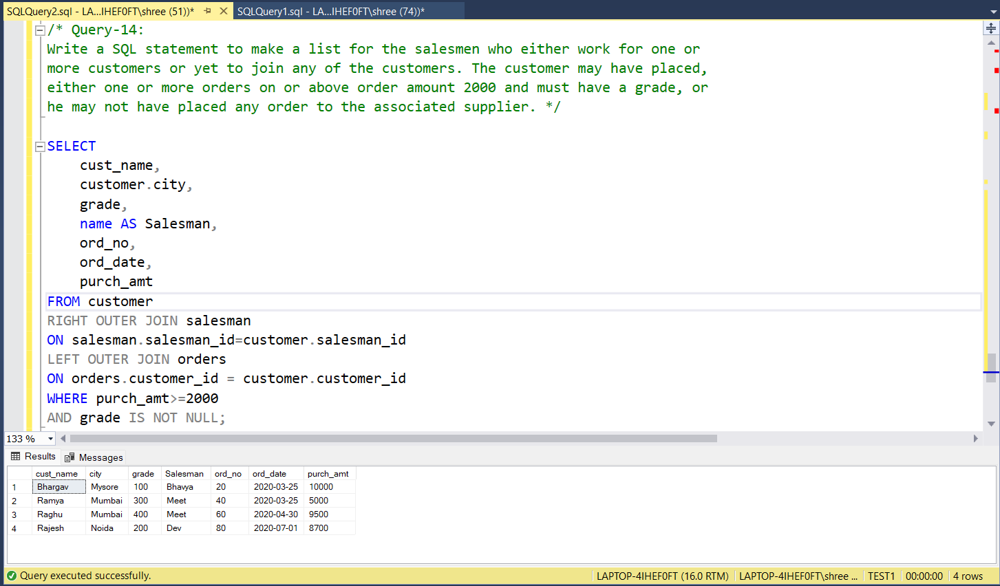 SQLQuery2.sql - LA...IHEF0FT\shree (51))* SQLQuery1.sql - LA...IHEF0FT\shree (74))*
/* Query-14:
Write a SQL statement to make a list for the salesmen who either work for one or
more customers or yet to join any of the customers. The customer may have placed,
either one or more orders on or above order amount 2000 and must have a grade, or
he may not have placed any order to the associated supplier. */
SELECT
cust_name,
customer.city,
grade,
name AS Salesman,
ord_no,
ord_date,
purch_amt
FROM customer
RIGHT OUTER JOIN salesman
ON salesman.salesman_id=customer.salesman_id
LEFT OUTER JOIN orders
ON orders.customer_id = customer.customer_id
WHERE purch_amt>=2000
AND grade IS NOT NULL;
133 %
Results Messages
cust_name city grade Salesman ord_no ord_date purch_amt
1 Bhargav Mysore 100 Bhavya 20 2020-03-25 10000
2 Ramya Mumbai 300 Meet 40 2020-03-25 5000
3 Raghu Mumbai 400 Meet 60 2020-04-30 9500
4 Rajesh Noida 200 Dev 80 2020-07-01 8700
Query executed successfully. LAPTOP-4IHEF0FT (16.0 RTM) LAPTOP-4IHEF0FT\shree ... TEST1 00:00:00 4 rows